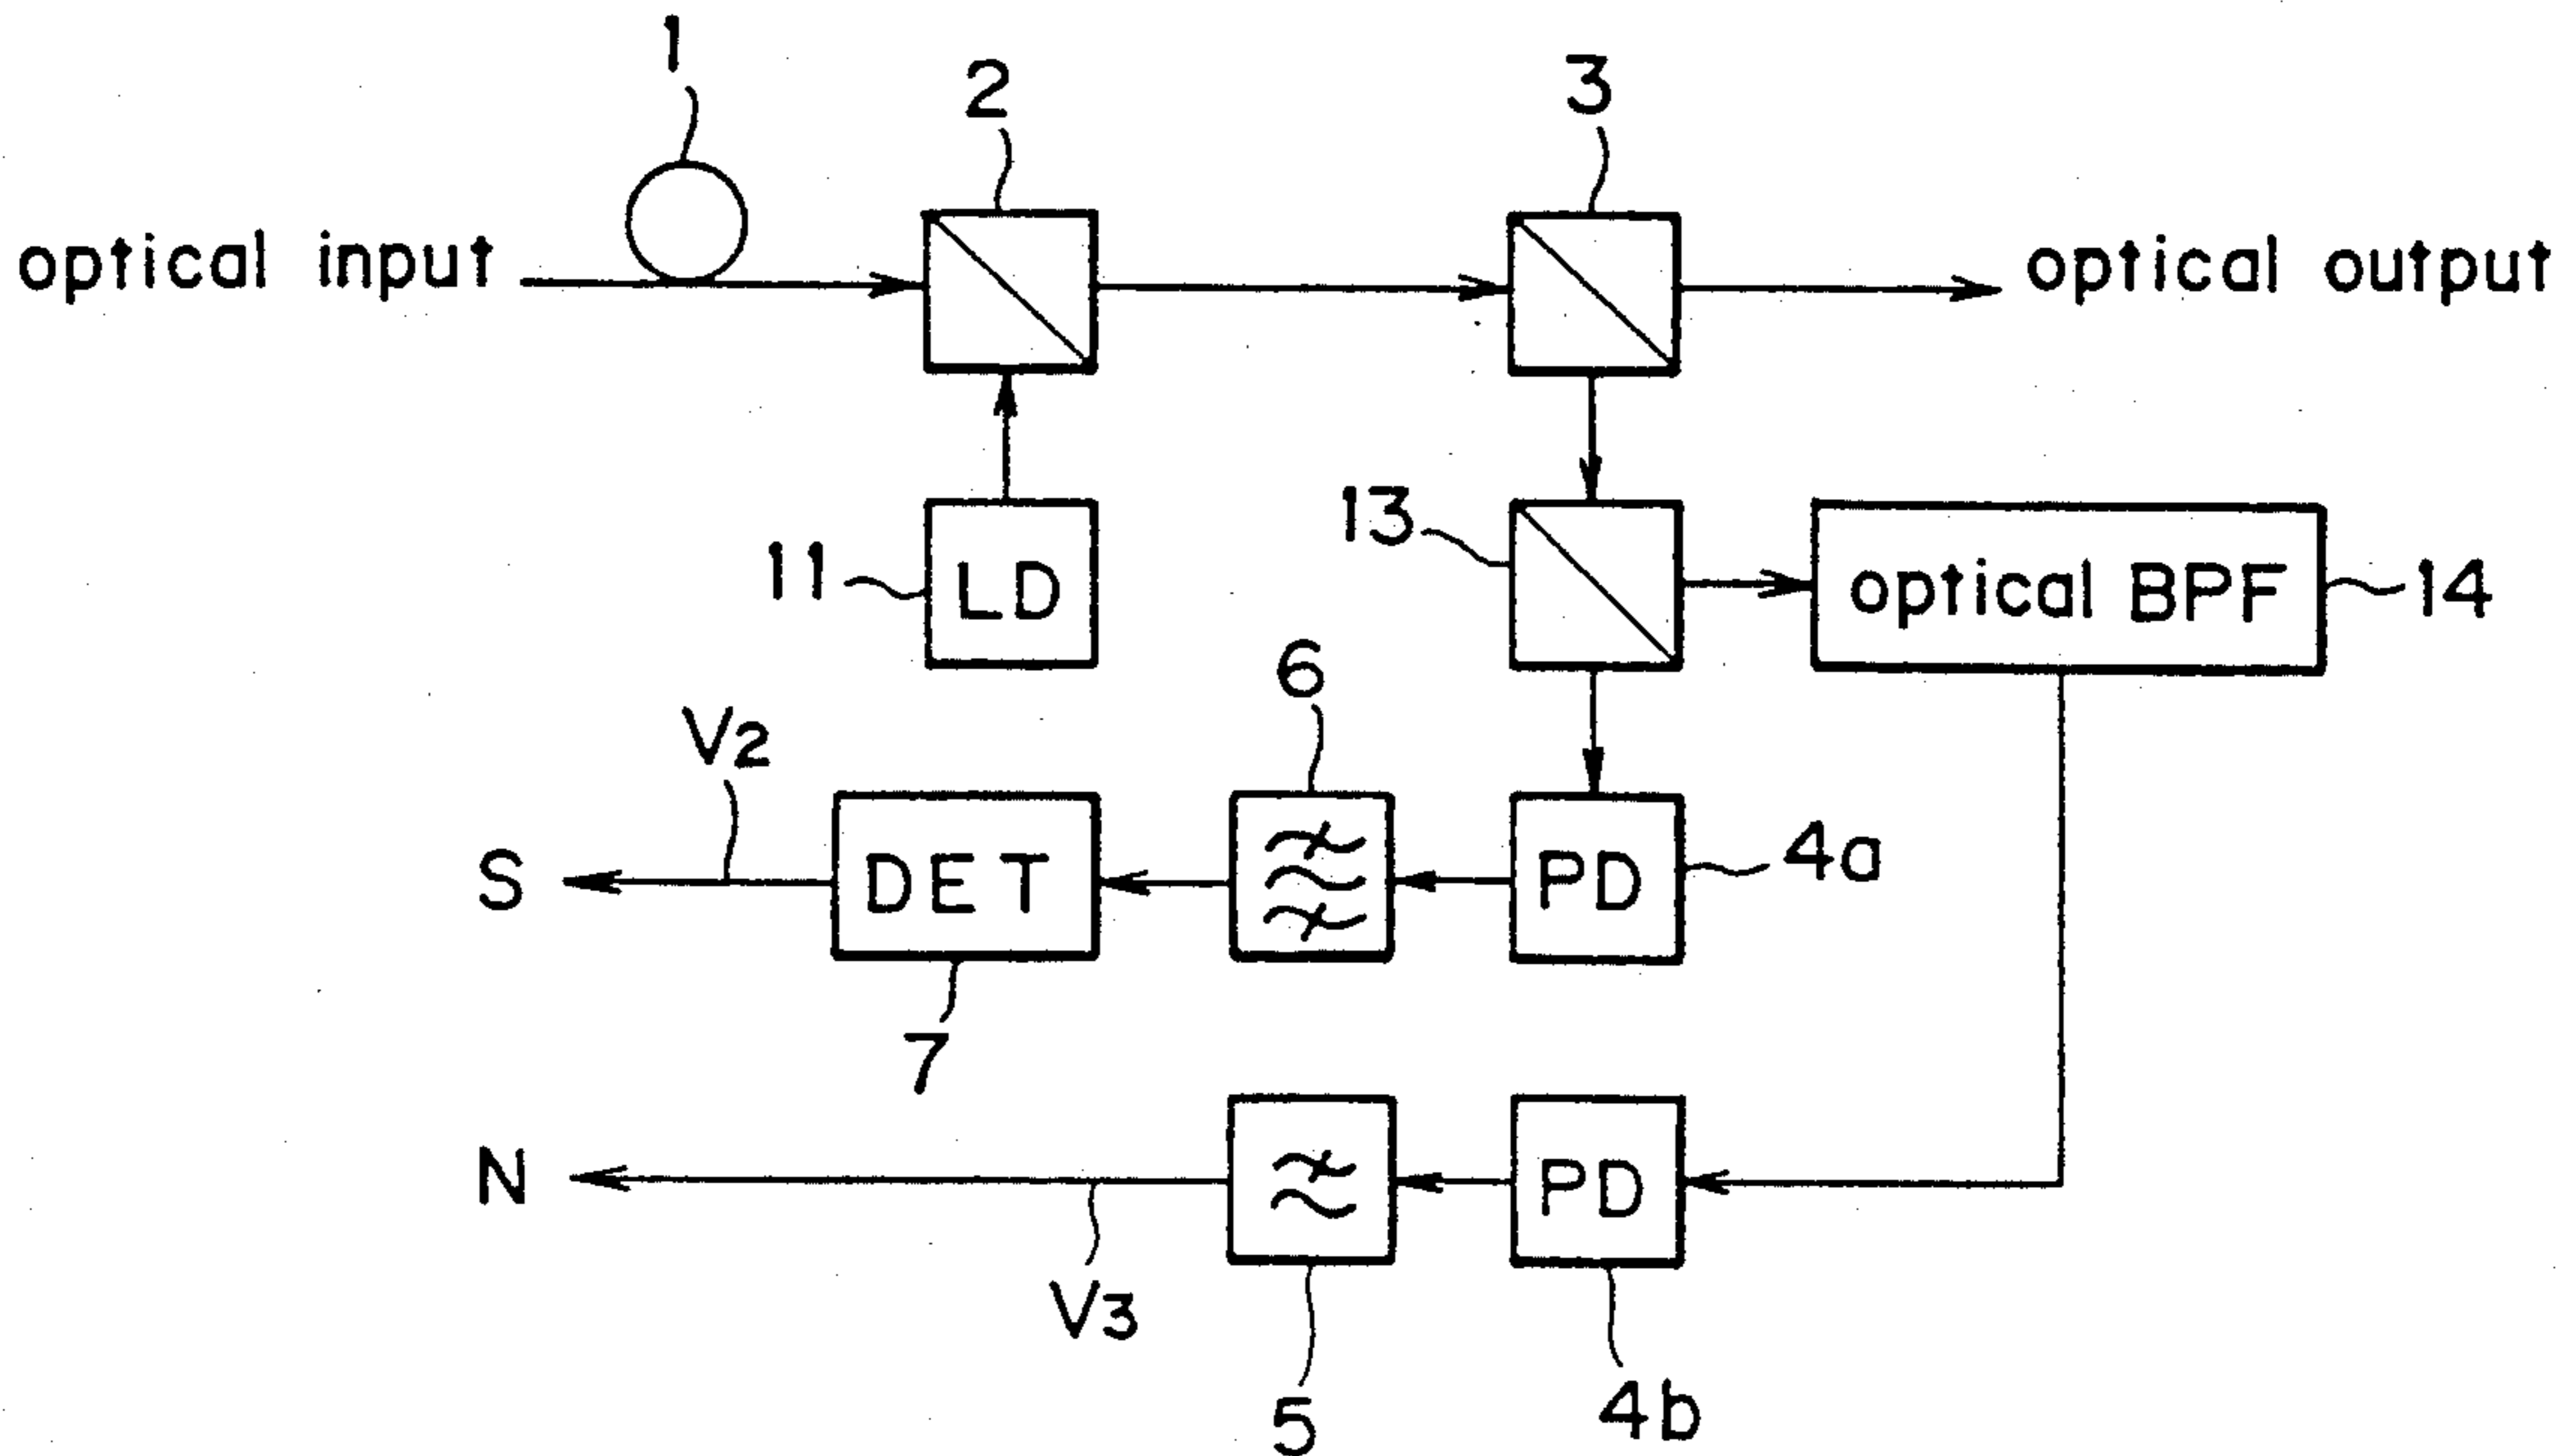 1
2
3
optical input
optical output
13
11
LD
optical BPF
14
6
V2
S
DET
PD
4a
7
N
PD
V3
5
4b